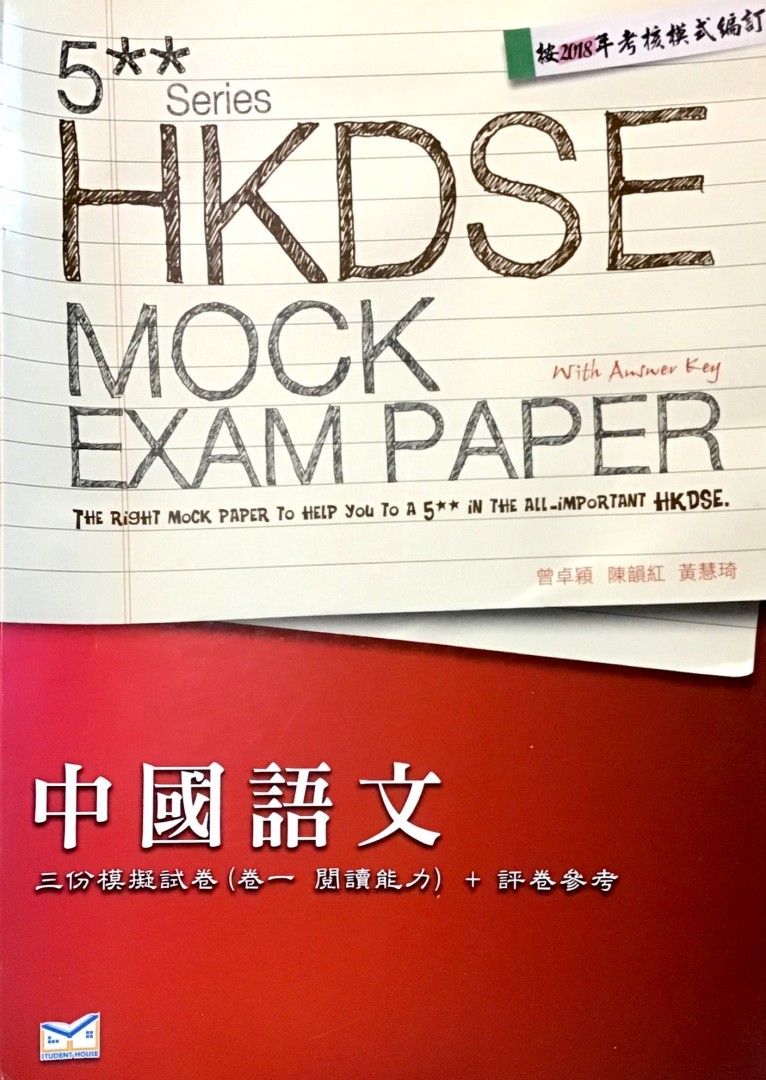 按2018年考核模式編訂
5**
Series
HKDSE
MOCK
With Answer Key
EXAM PAPER
THE RIGHT MOCK PAPER TO HELP YOU TO A 5** IN THE ALL-IMPORTANT HKDSE.
曾卓穎 陳韻紅 黃慧琦
中國語文
三份模擬試卷(卷一 閱讀能力) + 評卷參考
STUDENT HOUSE